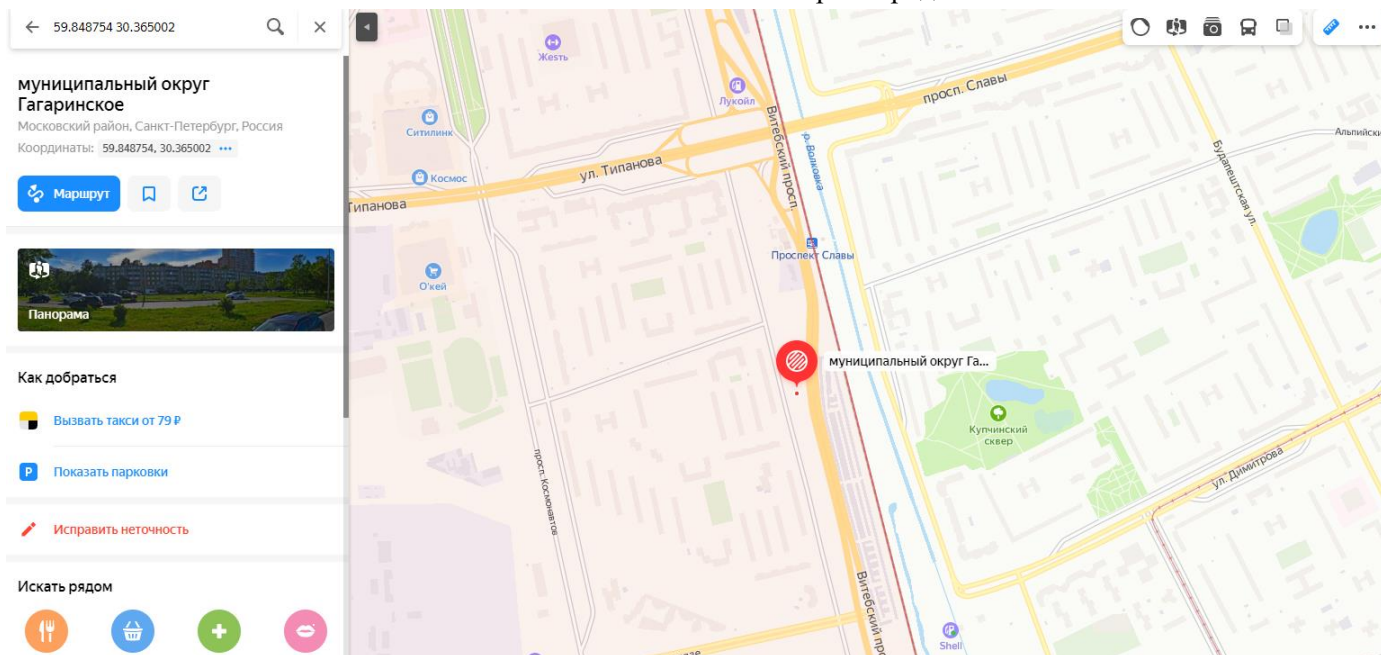 59.848754 30.365002
муниципальный округ
Гагаринское
Московский район, Санкт-Петербург, Россия
Координаты: 59.848754, 30.365002
Маршрут
Панорама
Как добраться
Вызвать такси от 79 ₽
P Показать парковки
Исправить неточность
Искать рядом
Жесть
Лукойл
Ситилинк
Космос
ул. Типанова
Типанова
просп. Славы
Витебский просп.
р. Волковка
Проспект Славы
О'кей
муниципальный округ Га...
просп. Космонавтов
Купчинский
сквер
Будапештская ул.
Альпийски
ул. Димитрова
Витебский про
Shell